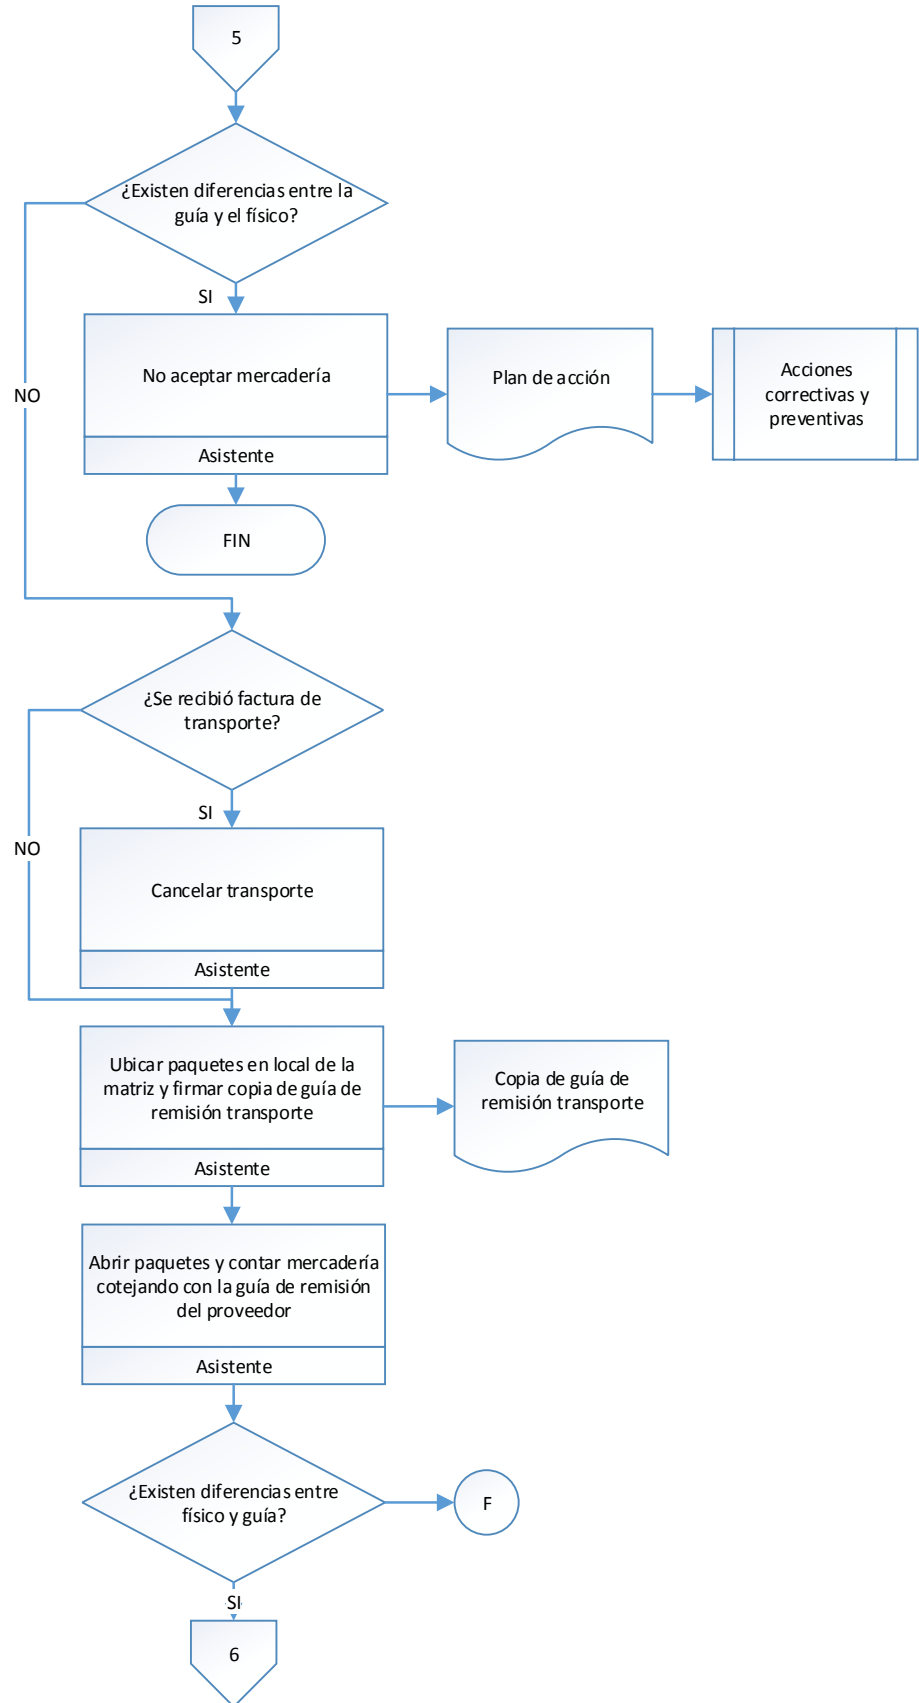 5
¿Existen diferencias entre la
guía y el físico?
SI
NO
No aceptar mercadería
Asistente
Plan de acción
Acciones
correctivas y
preventivas
FIN
¿Se recibió factura de
transporte?
SI
NO
Cancelar transporte
Asistente
Ubicar paquetes en local de la
matriz y firmar copia de guía de
remisión transporte
Asistente
Copia de guía de
remisión transporte
Abrir paquetes y contar mercadería
cotejando con la guía de remisión
del proveedor
Asistente
¿Existen diferencias entre
físico y guía?
F
SI
6